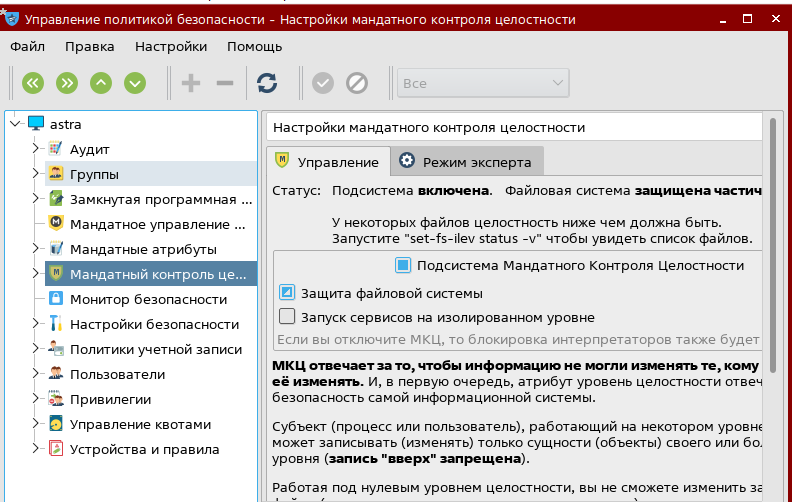 Управление политикой безопасности – Настройки мандатного контроля целостности
Файл Правка Настройки Помощь
Все
astra
Аудит
Группы
Замкнутая программная ...
Мандатное управление ...
Мандатные атрибуты
Мандатный контроль це...
Монитор безопасности
Настройки безопасности
Политики учетной записи
Пользователи
Привилегии
Управление квотами
Устройства и правила
Настройки мандатного контроля целостности
Управление Режим эксперта
Статус: Подсистема включена. Файловая система защищена частич
У некоторых файлов целостность ниже чем должна быть.
Запустите "set-fs-ilev status -v" чтобы увидеть список файлов.
Подсистема Мандатного Контроля Целостности
Защита файловой системы
Запуск сервисов на изолированном уровне
Если вы отключите МКЦ, то блокировка интерпретаторов также будет
МКЦ отвечает за то, чтобы информацию не могли изменять те, кому
её изменять. И, в первую очередь, атрибут уровень целостности отвеч
безопасность самой информационной системы.
Субъект (процесс или пользователь), работающий на некотором уровне
может записывать (изменять) только сущности (объекты) своего или бо
уровня (запись "вверх" запрещена).
Работая под нулевым уровнем целостности, вы не сможете изменить за